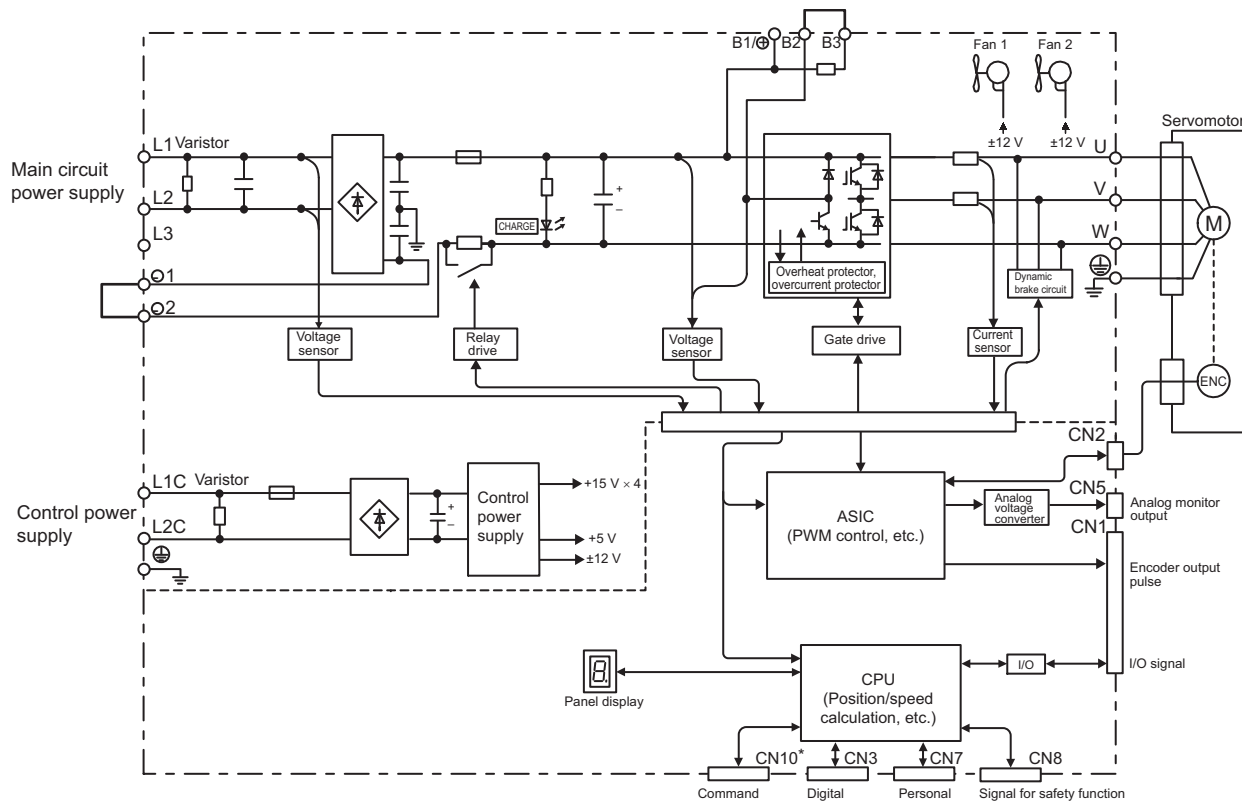 B1/⊕ B2 B3
Fan 1 Fan 2
±12 V ±12 V
Servomotor
Main circuit
power supply
L1 Varistor
L2
L3
⊖1
⊖2
+
–
CHARGE
Overheat protector,
overcurrent protector
U
V
W
M
Dynamic
brake circuit
Voltage
sensor
Relay
drive
Voltage
sensor
Gate drive
Current
sensor
ENC
CN2
Control power
supply
L1C Varistor
L2C
+
–
Control
power
supply
+15 V × 4
+5 V
±12 V
ASIC
(PWM control, etc.)
Analog
voltage
converter
CN5
Analog monitor
output
CN1
Encoder output
pulse
I/O
I/O signal
8.
Panel display
CPU
(Position/speed
calculation, etc.)
CN10* CN3 CN7 CN8
Command Digital Personal Signal for safety function